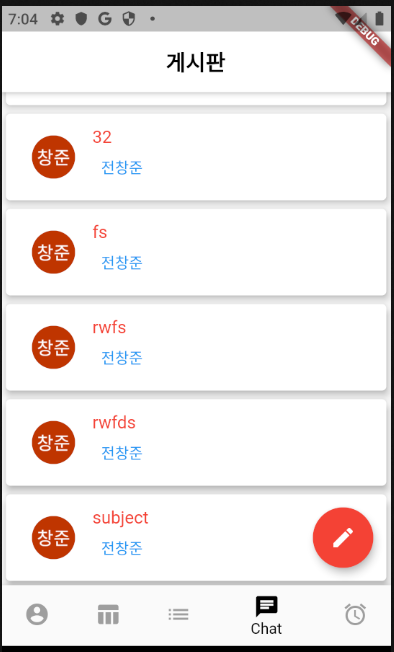 7:04
DEBUG
게시판
32
창준
전창준
fs
창준
전창준
rwfs
창준
전창준
rwfds
창준
전창준
subject
창준
전창준
Chat